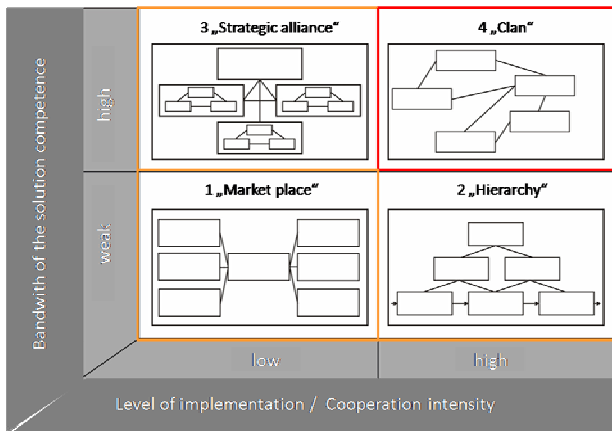 3 „Strategic alliance“
4 „Clan“
high
1 „Market place“
2 „Hierarchy“
weak
Bandwith of the solution competence
low
high
Level of implementation / Cooperation intensity